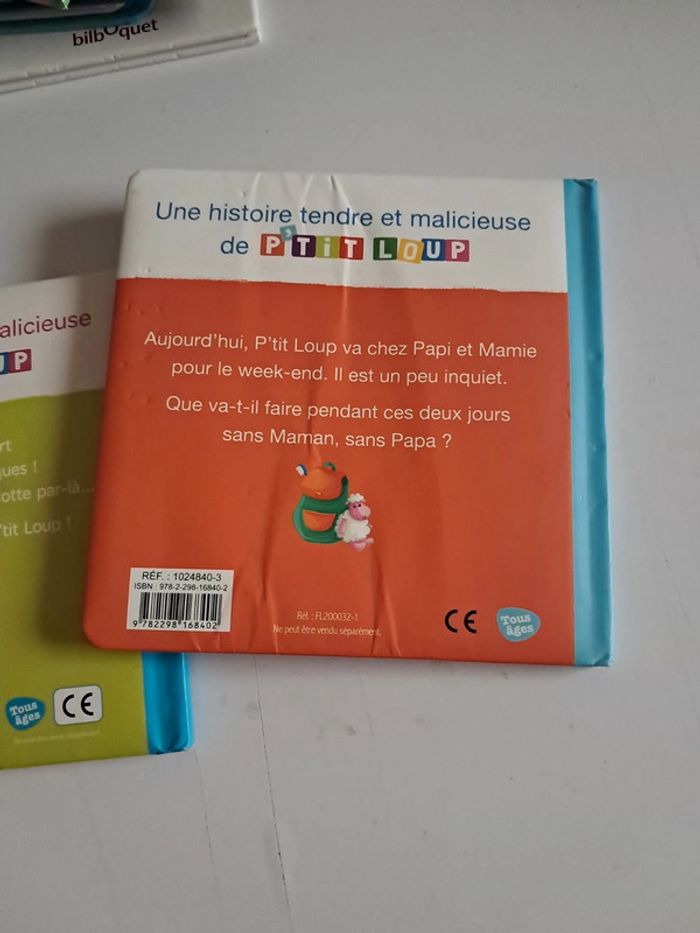 bilboquet
Une histoire tendre et malicieuse
de P'TIT LOUP
Aujourd'hui, P'tit Loup va chez Papi et Mamie
pour le week-end. Il est un peu inquiet.
Que va-t-il faire pendant ces deux jours
sans Maman, sans Papa ?
RÉF. : 1024840-3
ISBN : 978-2-298-16840-2
9 782298 168402
Réf. : FL200032-1
Ne peut être vendu séparément.
CE
Tous
âges
alicieuse
UP
rt
ques !
otte par-là...
'tit Loup !
Tous
âges
CE